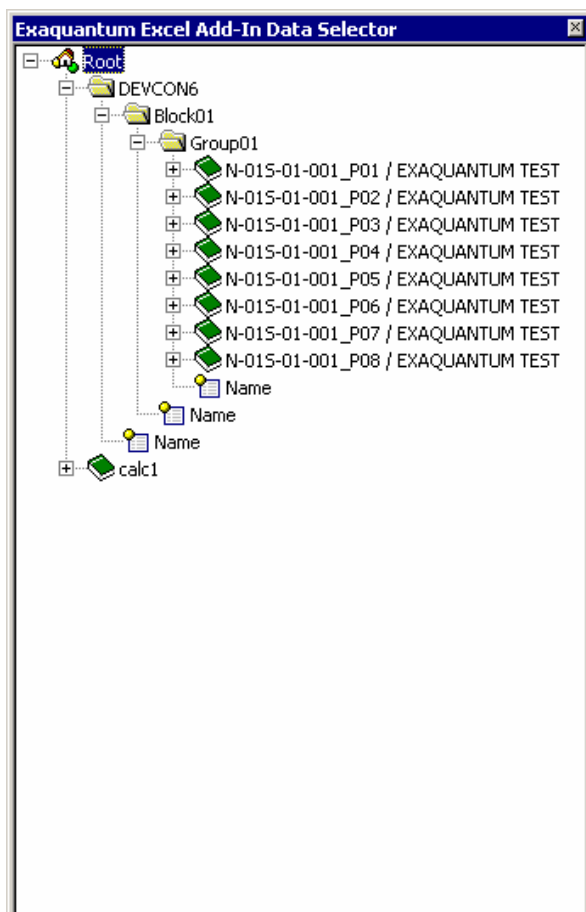 Exaquantum Excel Add-In Data Selector
Root
DEVCON6
Block01
Group01
N-01S-01-001_P01 / EXAQUANTUM TEST
N-01S-01-001_P02 / EXAQUANTUM TEST
N-01S-01-001_P03 / EXAQUANTUM TEST
N-01S-01-001_P04 / EXAQUANTUM TEST
N-01S-01-001_P05 / EXAQUANTUM TEST
N-01S-01-001_P06 / EXAQUANTUM TEST
N-01S-01-001_P07 / EXAQUANTUM TEST
N-01S-01-001_P08 / EXAQUANTUM TEST
Name
Name
Name
calc1